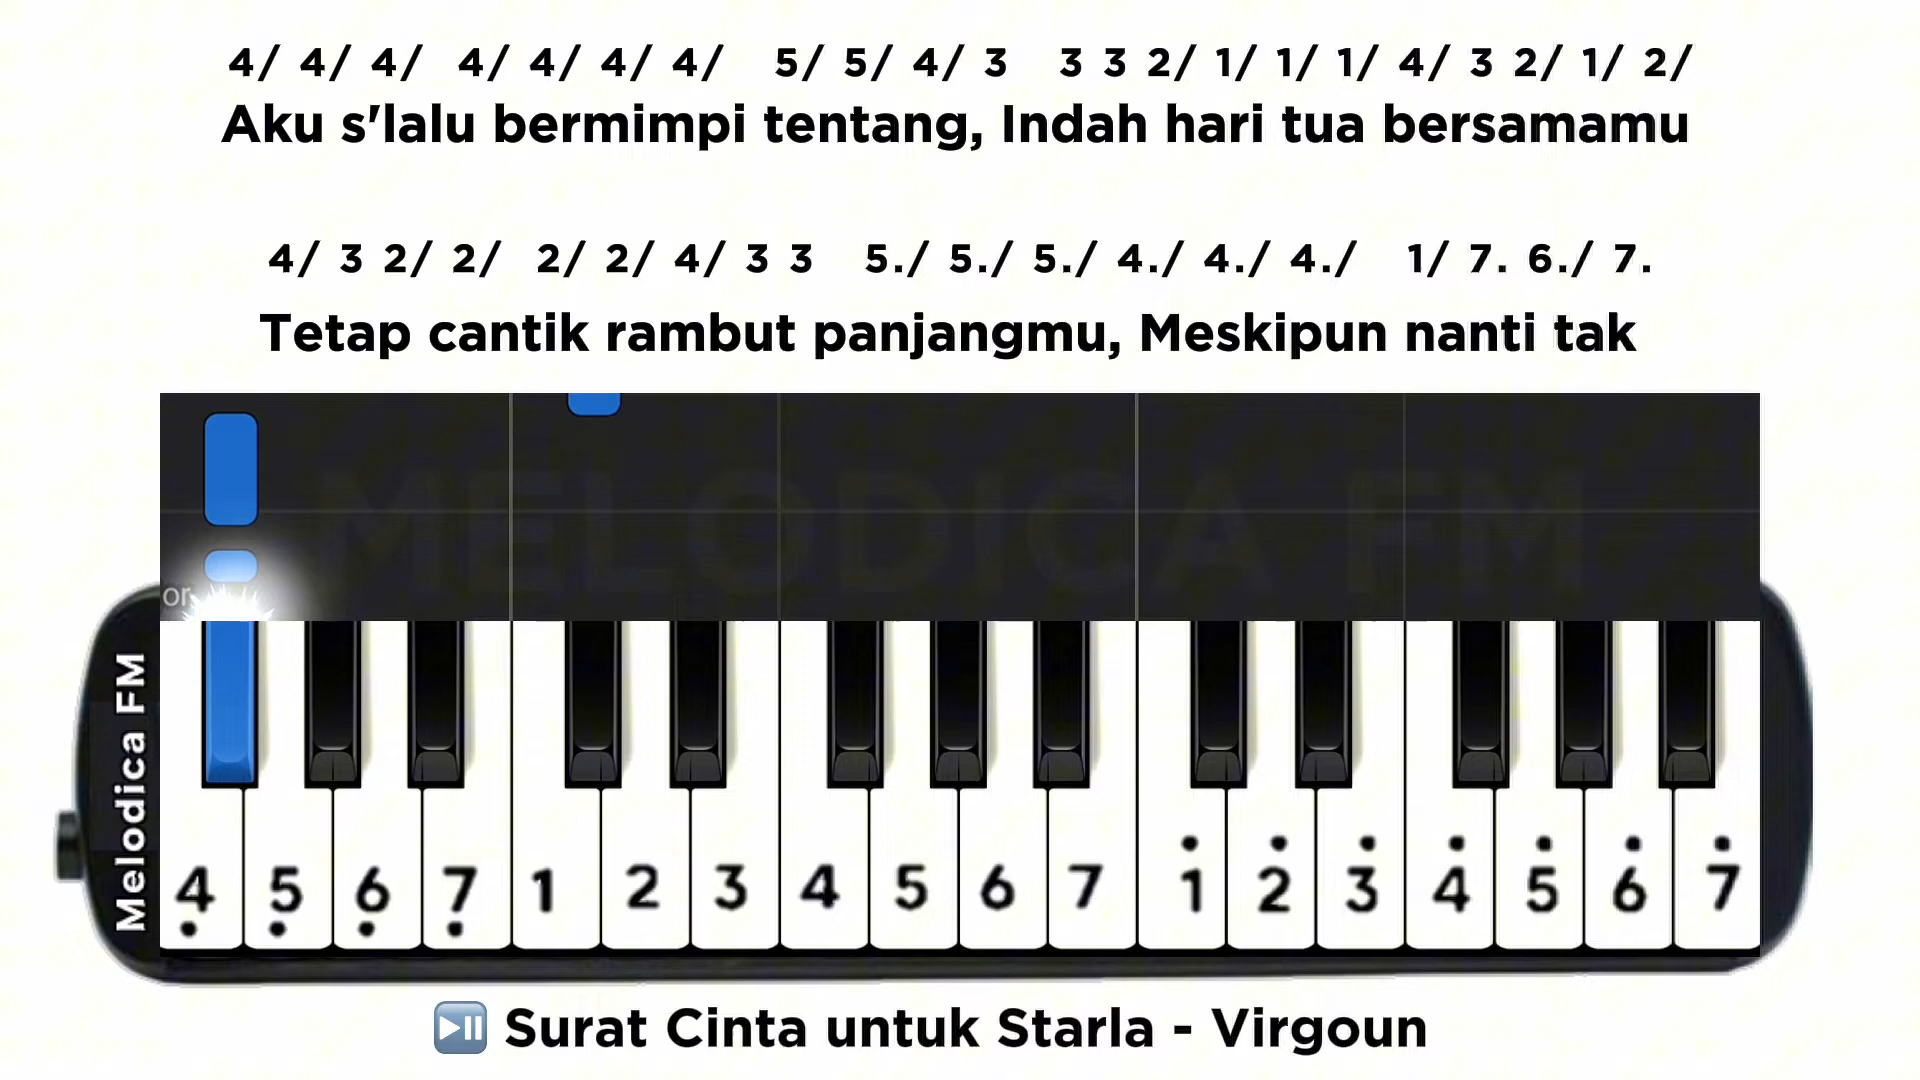 4/ 4/ 4/ 4/ 4/ 4/ 4/ 5/ 5/ 4/ 3 3 3 2/ 1/ 1/ 1/ 4/ 3 2/ 1/ 2/
Aku s'lalu bermimpi tentang, Indah hari tua bersamamu
4/ 3 2/ 2/ 2/ 2/ 4/ 3 3 5./ 5./ 5./ 4./ 4./ 4./ 1/ 7. 6./ 7.
Tetap cantik rambut panjangmu, Meskipun nanti tak
MELODICA FM
or
Melodica FM
4 5 6 7 1 2 3 4 5 6 7 1 2 3 4 5 6 7
Surat Cinta untuk Starla - Virgoun